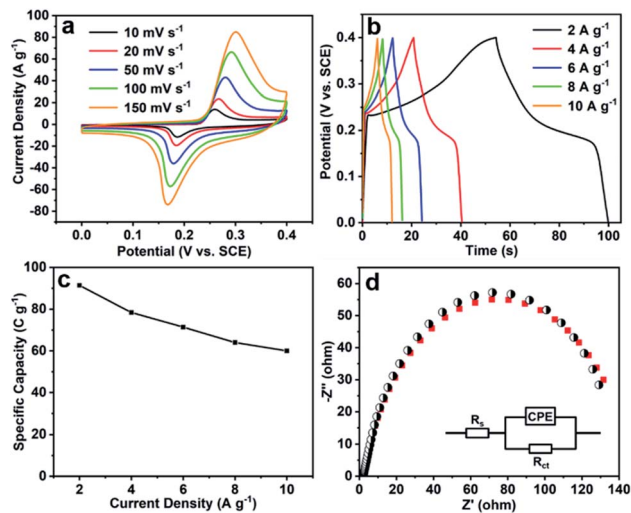 a
10 mV s⁻¹
20 mV s⁻¹
50 mV s⁻¹
100 mV s⁻¹
150 mV s⁻¹
Current Density (A g⁻¹)
100
80
60
40
20
0
-20
-40
-60
-80
0.0 0.1 0.2 0.3 0.4
Potential (V vs. SCE)
b
2 A g⁻¹
4 A g⁻¹
6 A g⁻¹
8 A g⁻¹
10 A g⁻¹
Potential (V vs. SCE)
0.4
0.3
0.2
0.1
0.0
0 20 40 60 80 100
Time (s)
c
Specific Capacity (C g⁻¹)
100
80
60
40
20
0
2 4 6 8 10
Current Density (A g⁻¹)
d
-Z'' (ohm)
-60
-50
-40
-30
-20
-10
0
0 20 40 60 80 100 120 140
Z' (ohm)
Rs
CPE
Rct